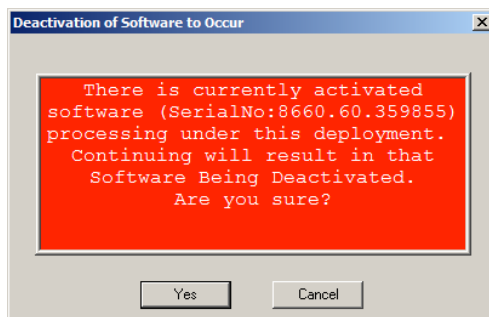 Deactivation of Software to Occur
There is currently activated
software (SerialNo:8660.60.359855)
processing under this deployment.
Continuing will result in that
Software Being Deactivated.
Are you sure?
Yes Cancel